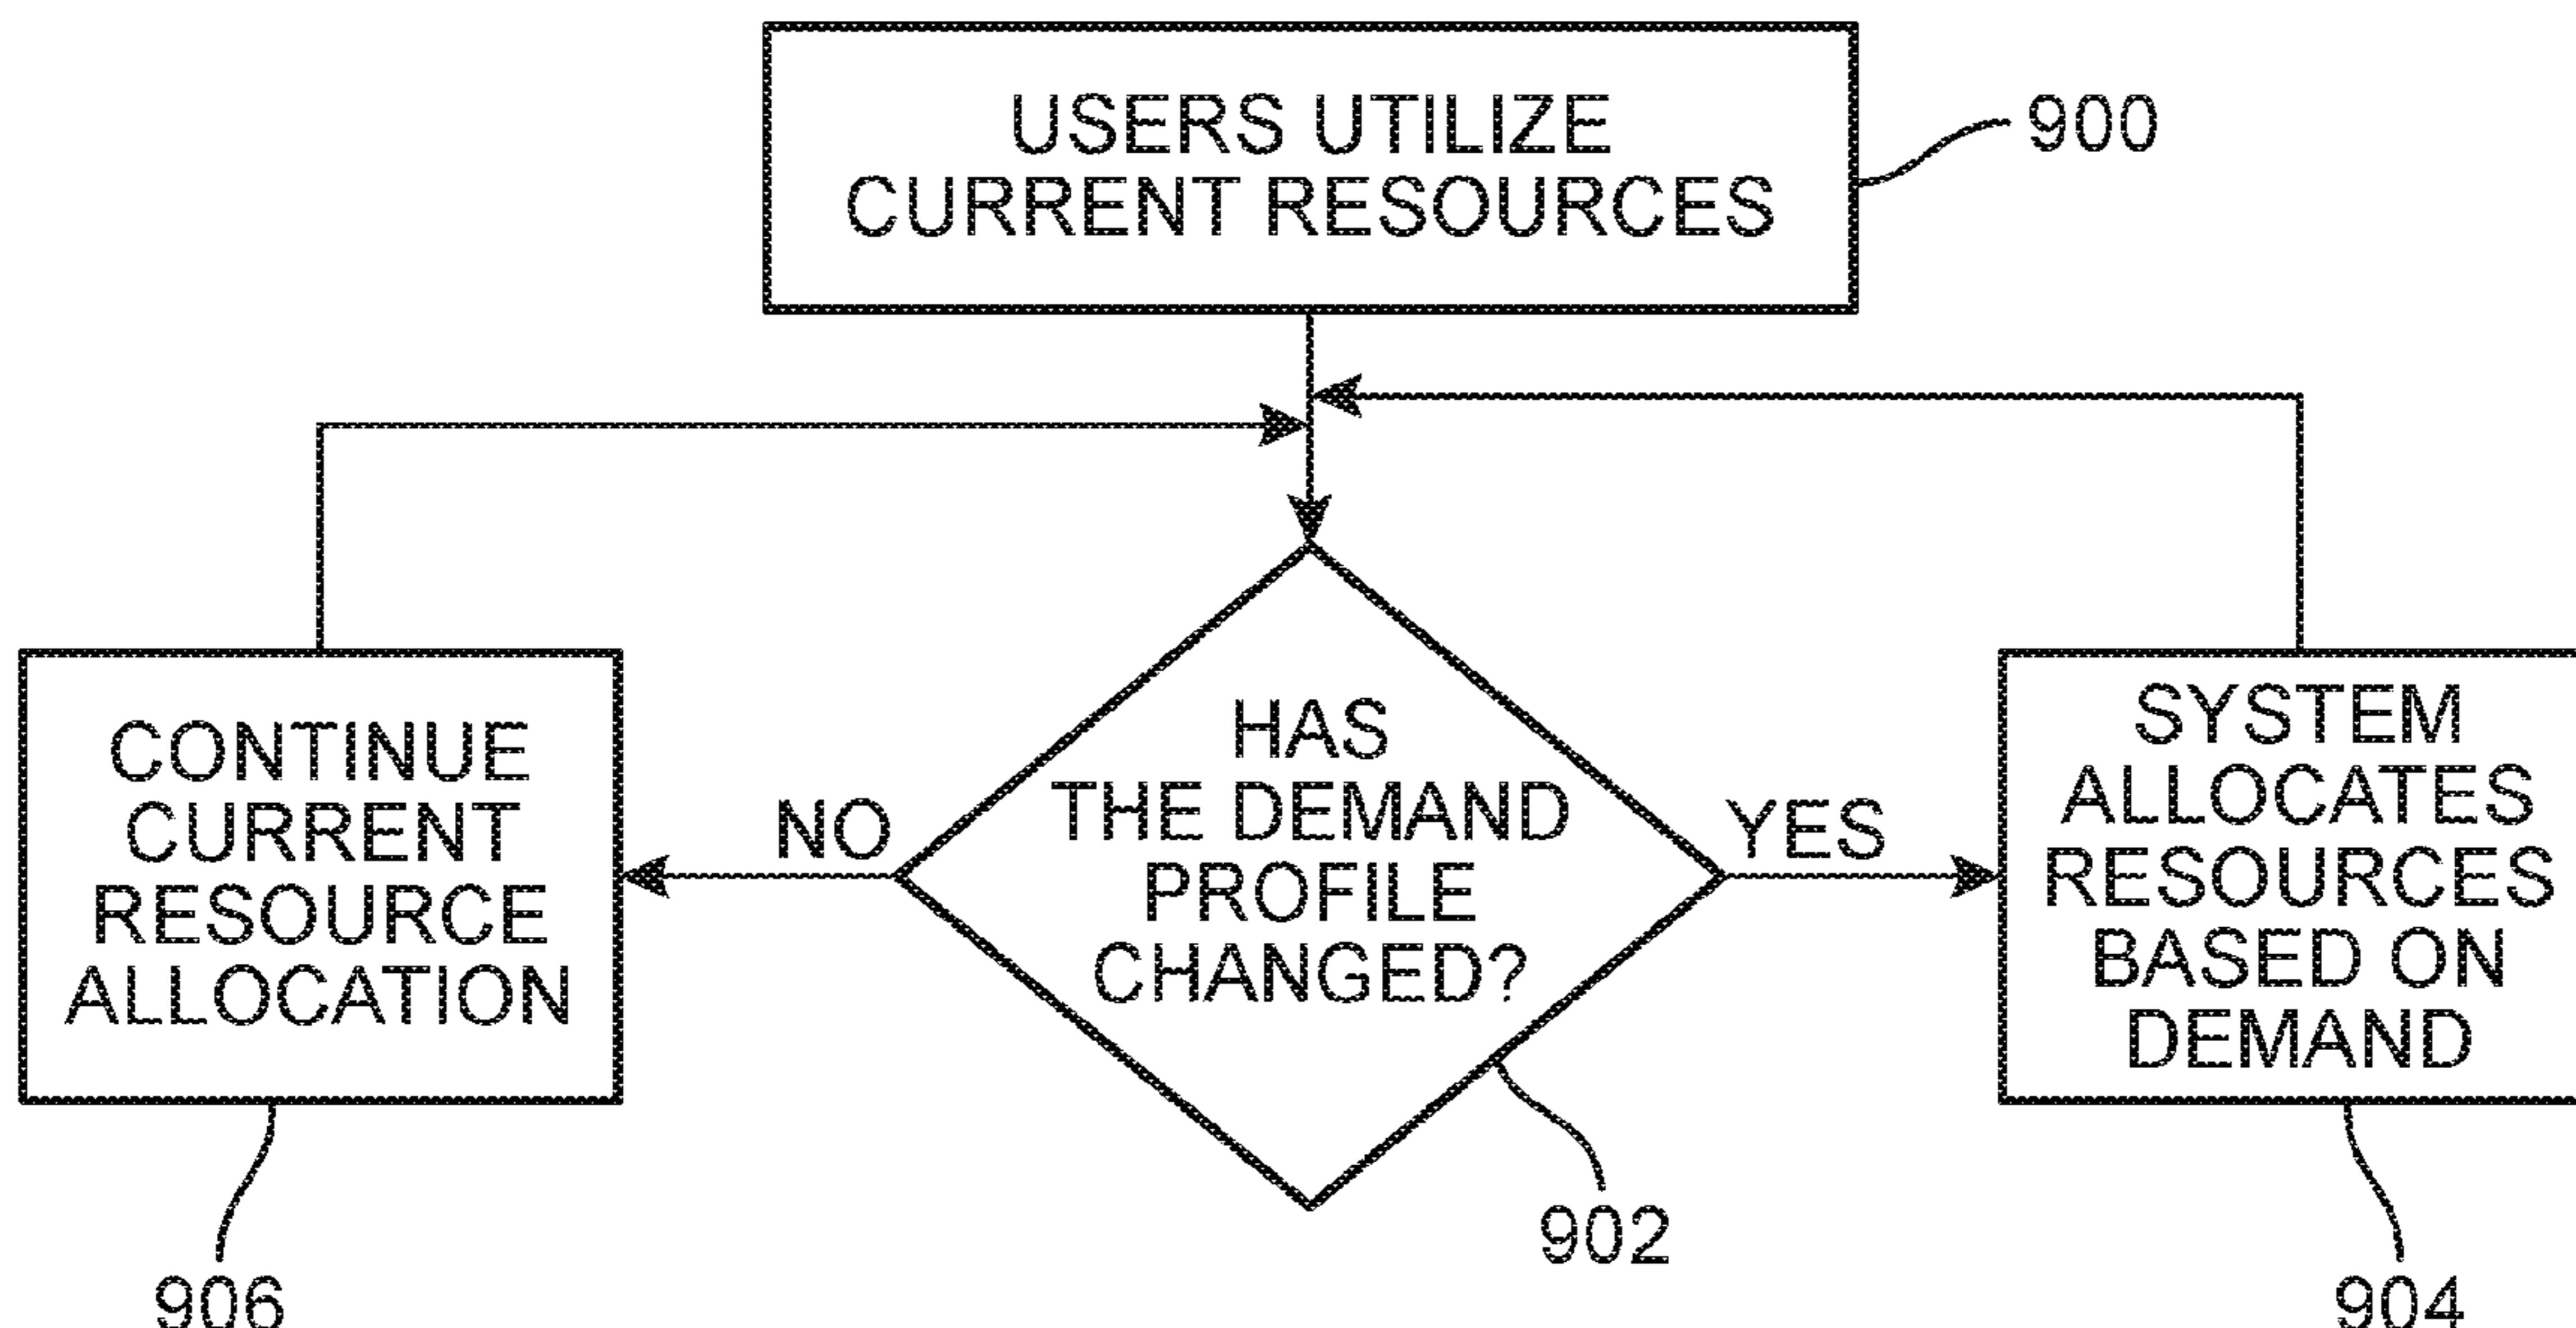 USERS UTILIZE
CURRENT RESOURCES
900
CONTINUE
CURRENT
RESOURCE
ALLOCATION
906
NO
HAS
THE DEMAND
PROFILE
CHANGED?
902
YES
SYSTEM
ALLOCATES
RESOURCES
BASED ON
DEMAND
904